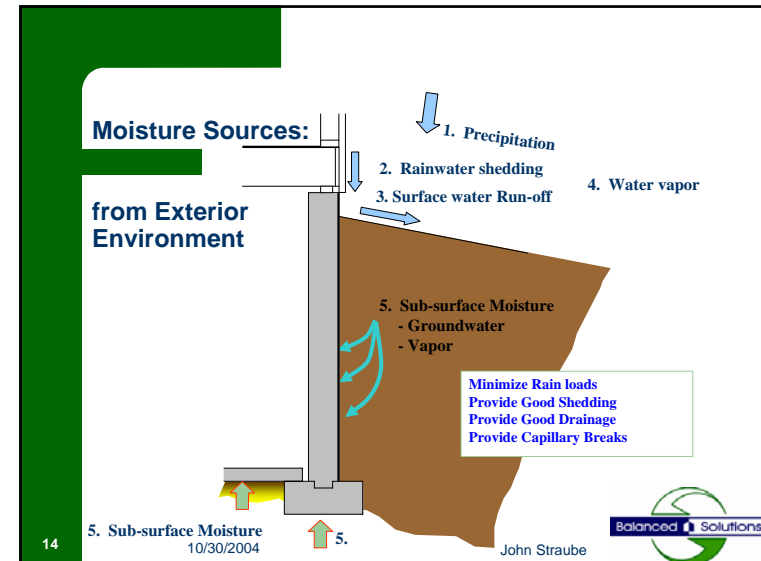 Moisture Sources:
from Exterior
Environment
1. Precipitation
2. Rainwater shedding
3. Surface water Run-off
4. Water vapor
5. Sub-surface Moisture
- Groundwater
- Vapor
Minimize Rain loads
Provide Good Shedding
Provide Good Drainage
Provide Capillary Breaks
5. Sub-surface Moisture
5.
14
10/30/2004
John Straube
Balanced Solutions